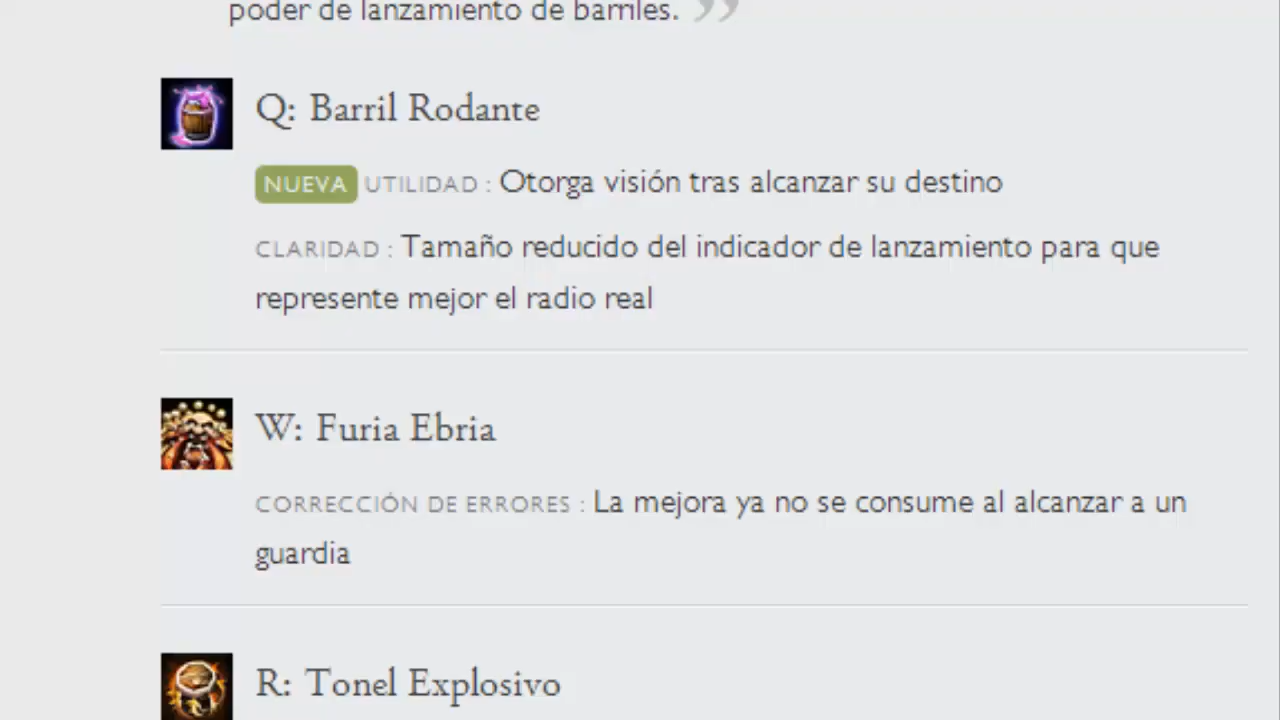 poder de lanzamiento de barriles. ”
Q: Barril Rodante
NUEVA UTILIDAD : Otorga visión tras alcanzar su destino
CLARIDAD : Tamaño reducido del indicador de lanzamiento para que
represente mejor el radio real
W: Furia Ebria
CORRECCIÓN DE ERRORES : La mejora ya no se consume al alcanzar a un
guardia
R: Tonel Explosivo